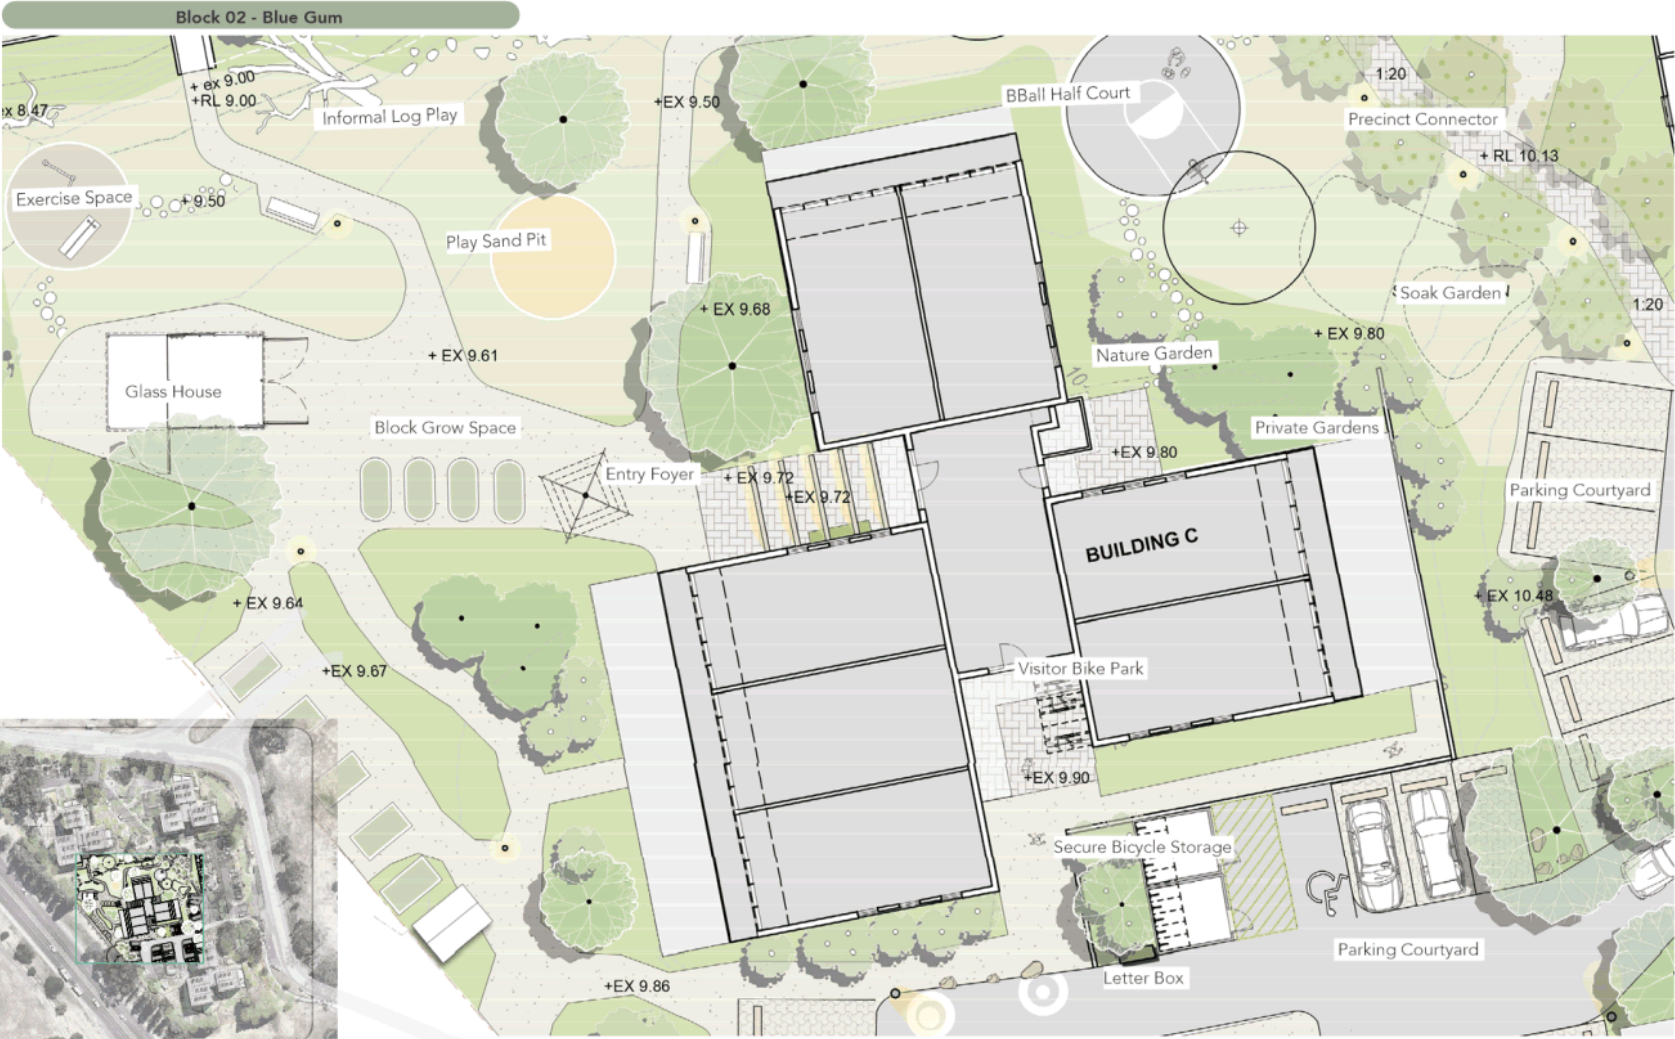 Block 02 - Blue Gum
+ ex 9.00
+RL 9.00
ex 8.47
Informal Log Play
+EX 9.50
BBall Half Court
1:20
Precinct Connector
+ RL 10.13
Exercise Space
+ 9.50
Play Sand Pit
+ EX 9.68
Soak Garden
1:20
+ EX 9.80
+ EX 9.61
Nature Garden
10
Glass House
Block Grow Space
Private Gardens
+EX 9.80
Entry Foyer
+ EX 9.72
+EX 9.72
Parking Courtyard
BUILDING C
+ EX 9.64
+ EX 10.48
+EX 9.67
Visitor Bike Park
+EX 9.90
Secure Bicycle Storage
Parking Courtyard
Letter Box
+EX 9.86